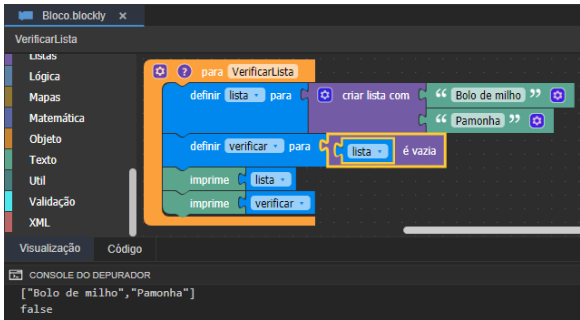 Bloco.blockly ×
VerificarLista
Listas
Lógica
Mapas
Matemática
Objeto
Texto
Util
Validação
XML
? para VerificarLista
definir lista para criar lista com “ Bolo de milho ”
“ Pamonha ”
definir verificar para lista é vazia
imprime lista
imprime verificar
Visualização Código
CONSOLE DO DEPURADOR
["Bolo de milho","Pamonha"]
false